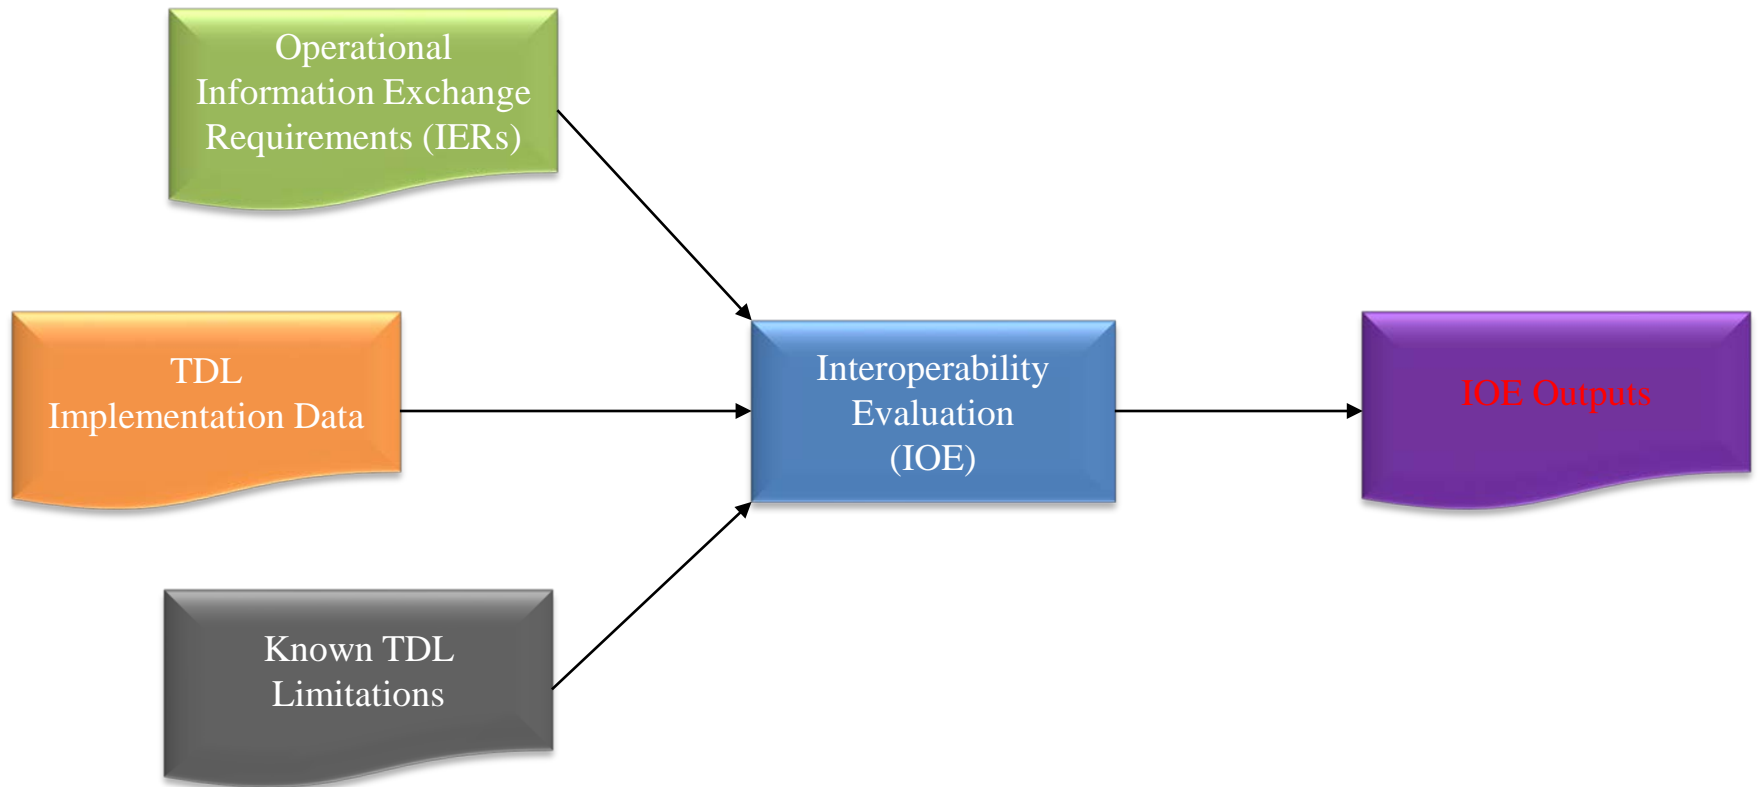 Operational
Information Exchange
Requirements (IERs)
TDL
Implementation Data
Interoperability
Evaluation
(IOE)
IOE Outputs
Known TDL
Limitations